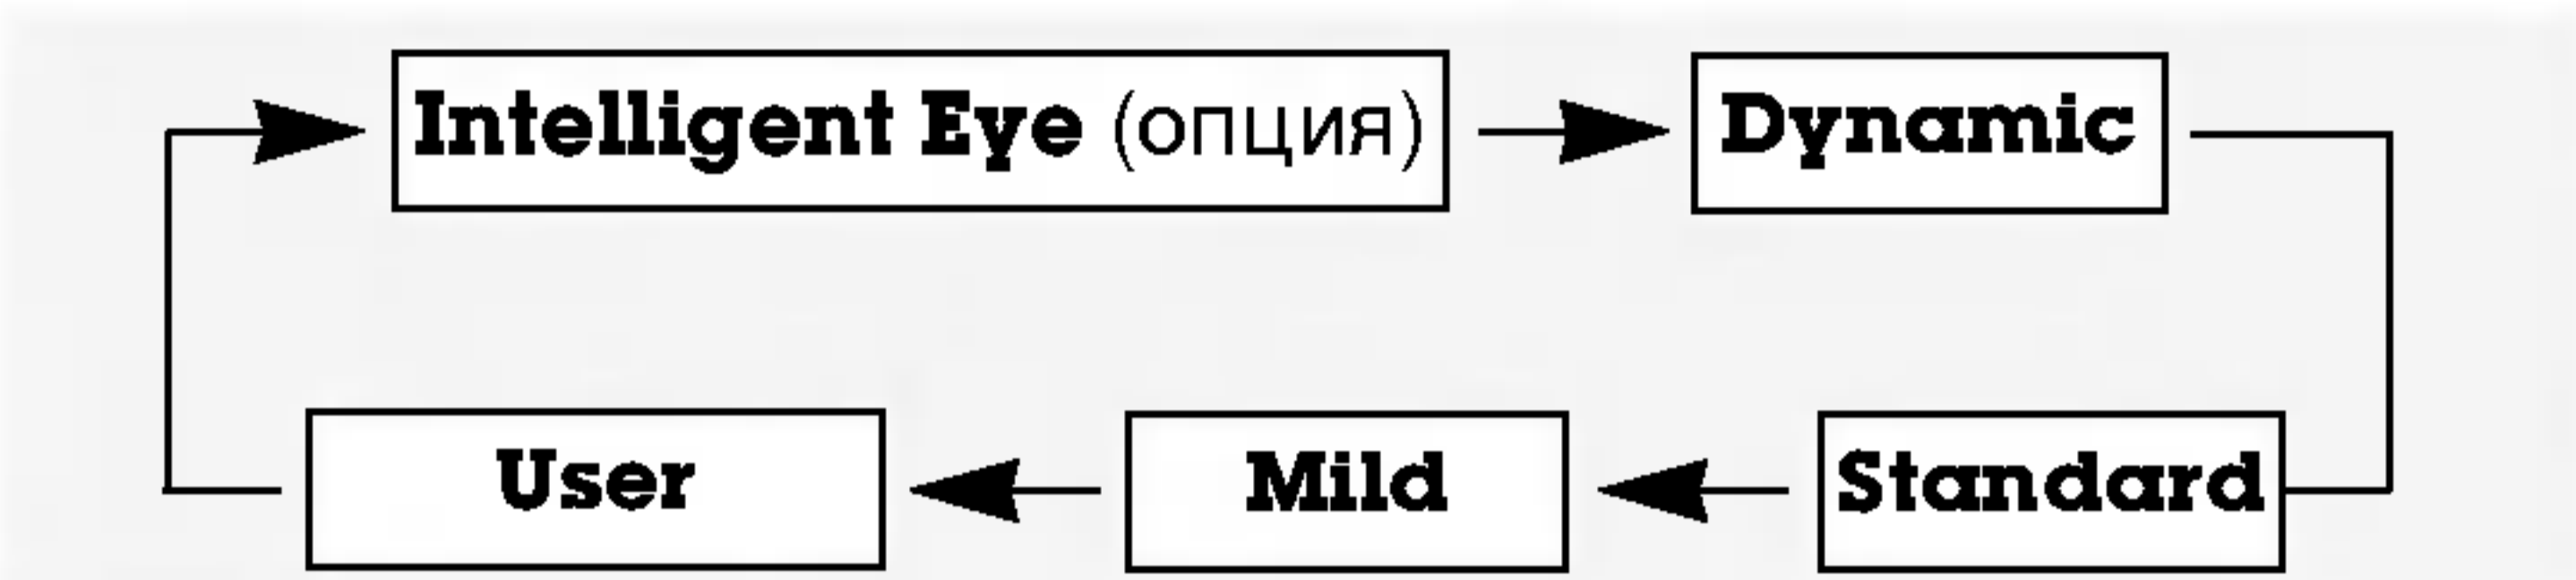 Intelligent Eye (опция) Dynamic
User Mild Standard